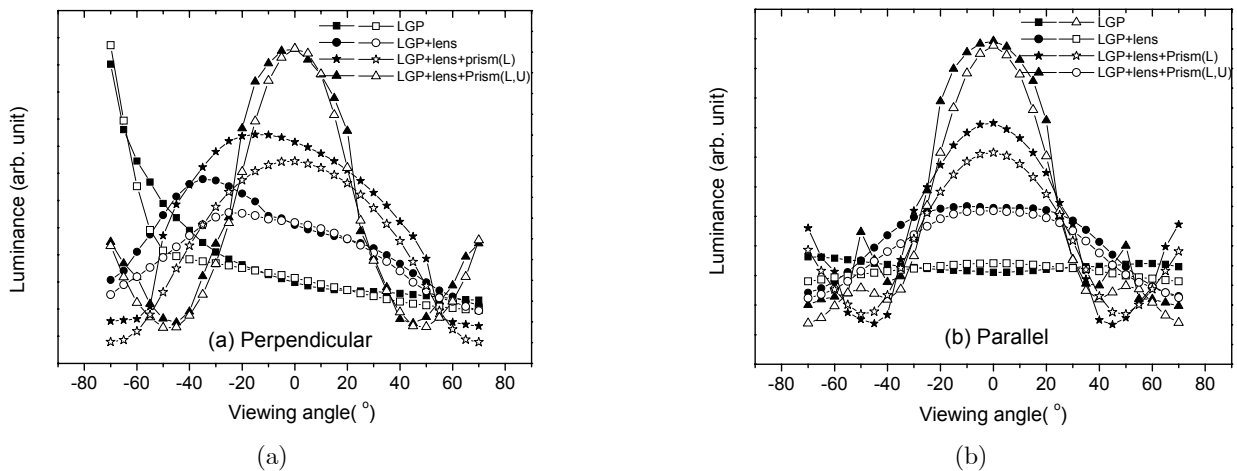 LGP
LGP+lens
LGP+lens+prism(L)
LGP+lens+Prism(L,U)
Luminance (arb. unit)
(a) Perpendicular
-80 -60 -40 -20 0 20 40 60 80
Viewing angle( °)
(a)
LGP
LGP+lens
LGP+lens+Prism(L)
LGP+lens+Prism(L,U)
Luminance (arb. unit)
(b) Parallel
-80 -60 -40 -20 0 20 40 60 80
Viewing angle( °)
(b)